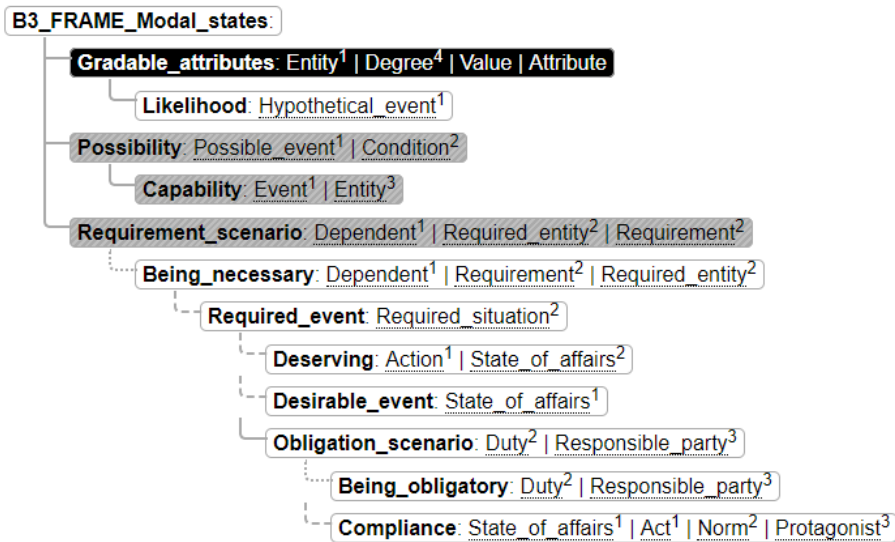 B3_FRAME_Modal_states:
Gradable_attributes: Entity¹ | Degree⁴ | Value | Attribute
Likelihood: Hypothetical_event¹
Possibility: Possible_event¹ | Condition²
Capability: Event¹ | Entity³
Requirement_scenario: Dependent¹ | Required_entity² | Requirement²
Being_necessary: Dependent¹ | Requirement² | Required_entity²
Required_event: Required_situation²
Deserving: Action¹ | State_of_affairs²
Desirable_event: State_of_affairs¹
Obligation_scenario: Duty² | Responsible_party³
Being_obligatory: Duty² | Responsible_party³
Compliance: State_of_affairs¹ | Act¹ | Norm² | Protagonist³